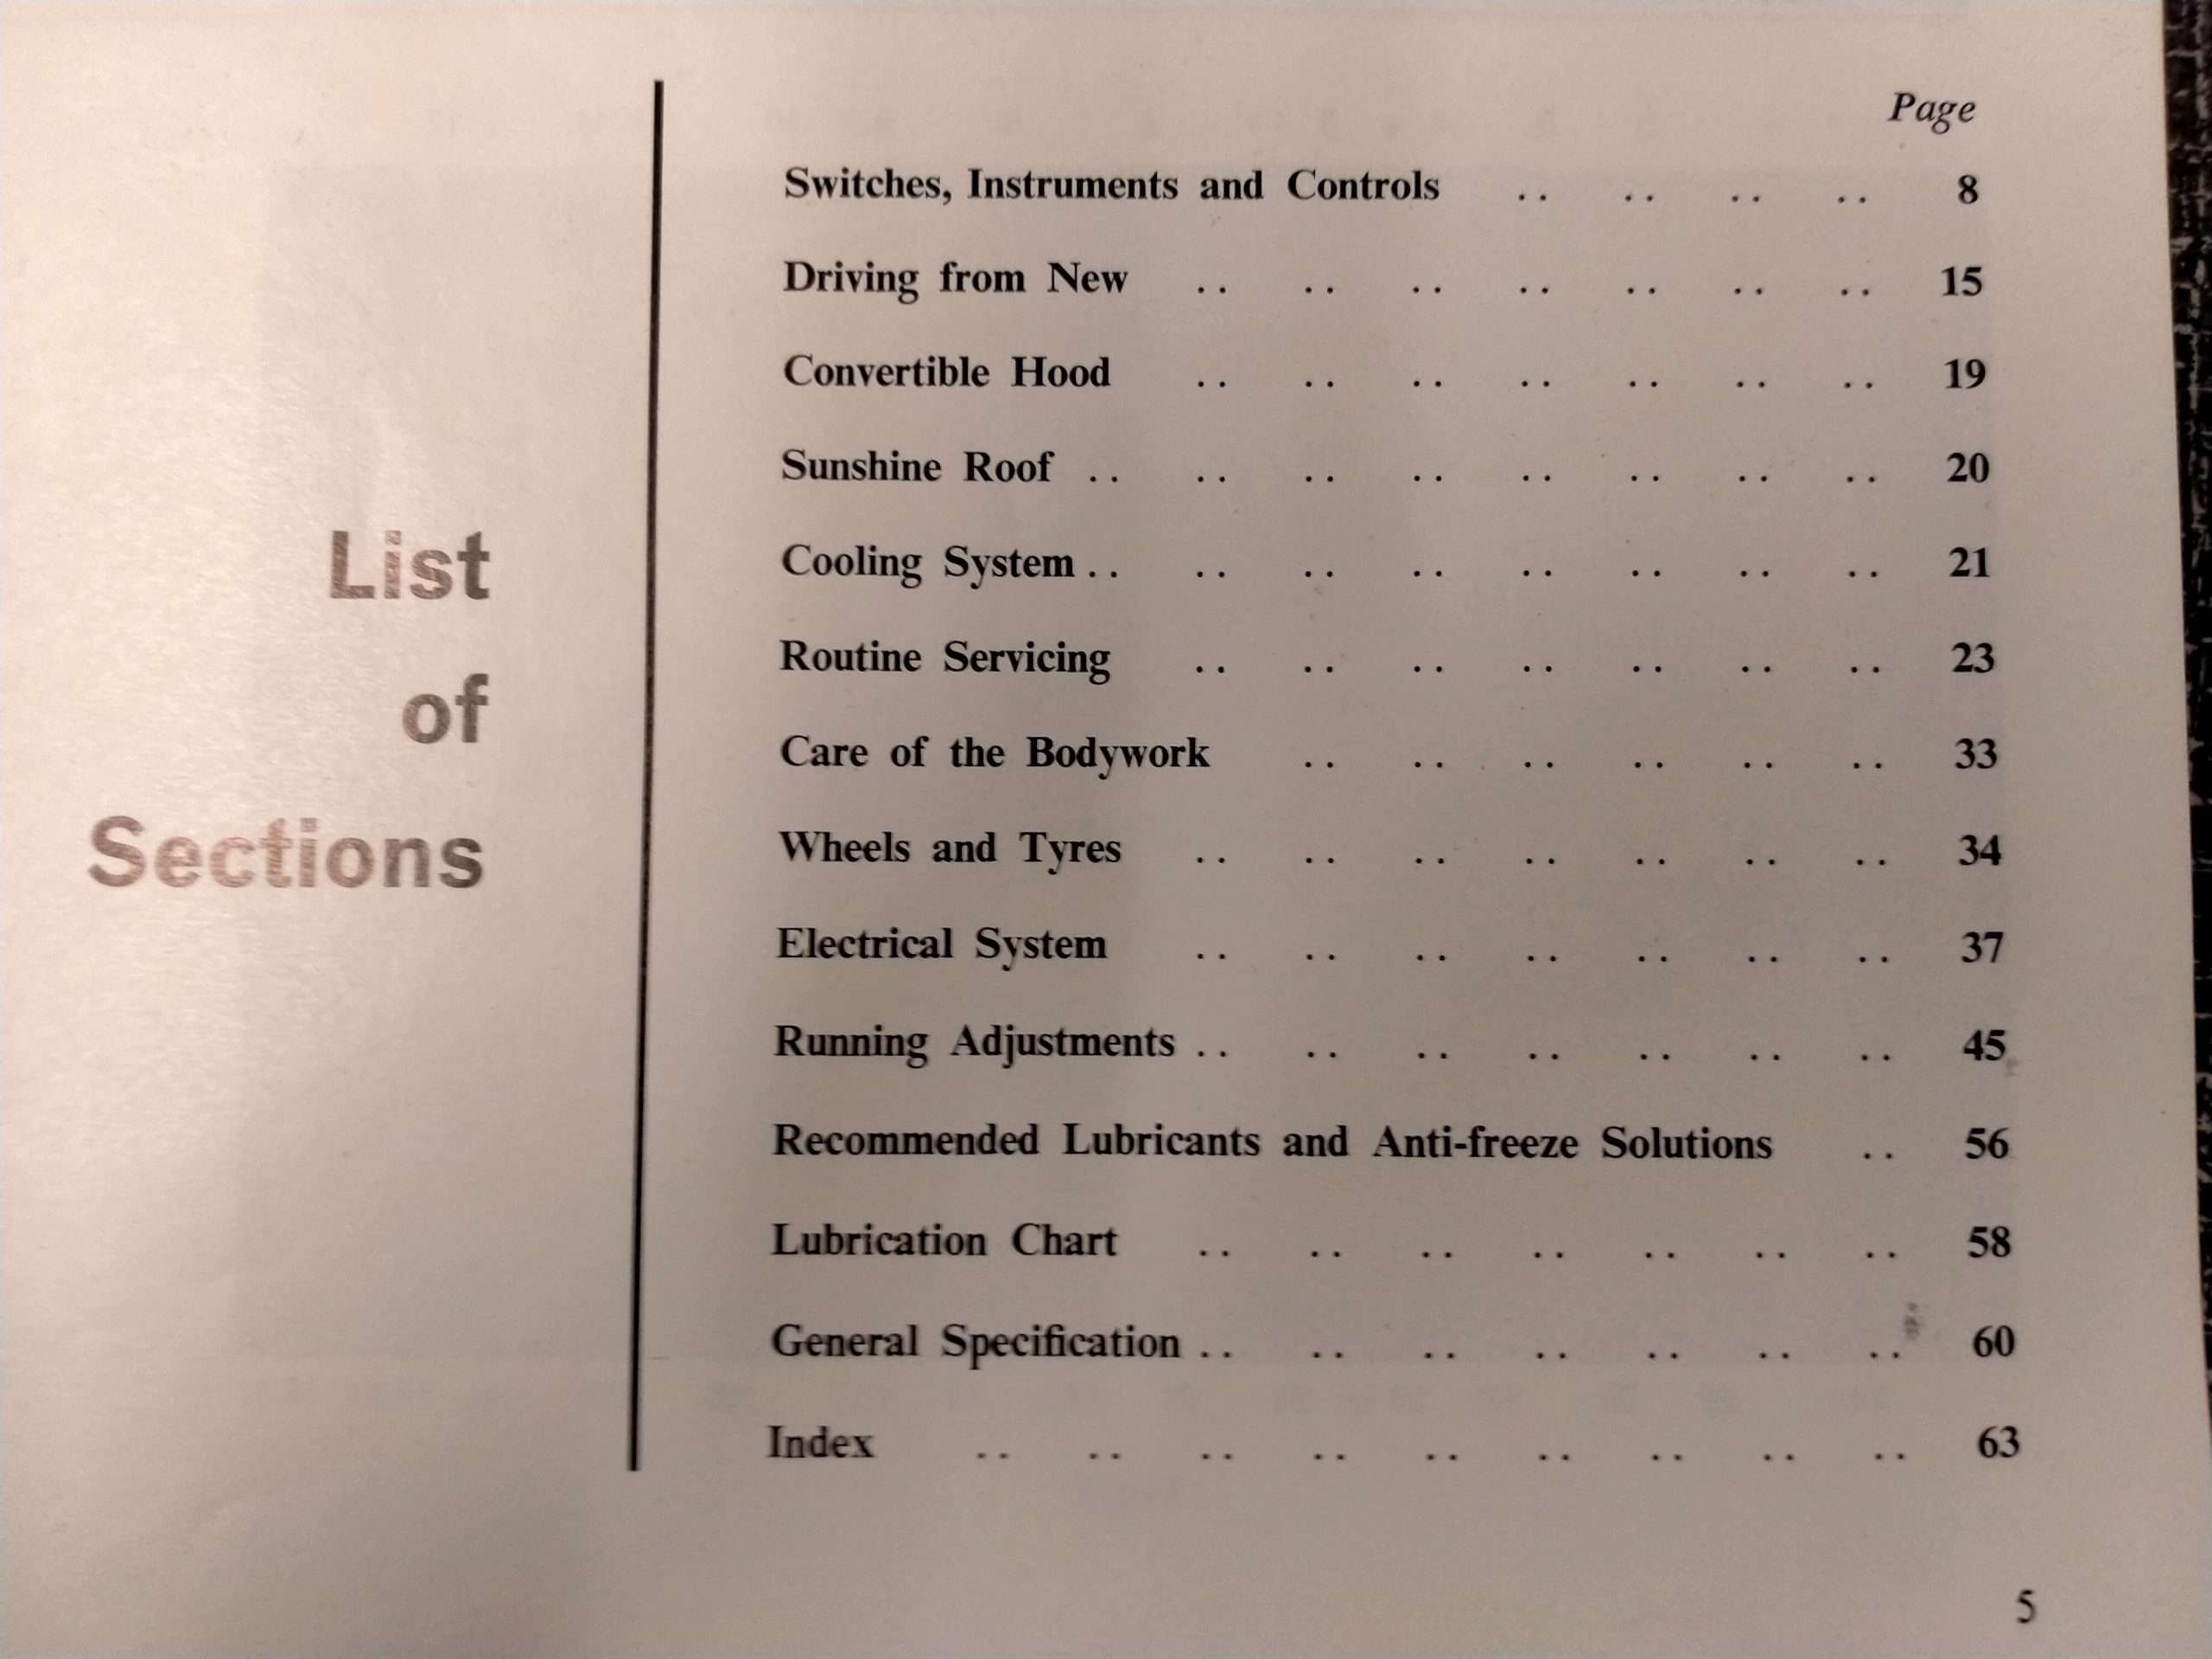 List
of
Sections
Page
Switches, Instruments and Controls .. .. .. .. 8
Driving from New .. .. .. .. .. .. .. 15
Convertible Hood .. .. .. .. .. .. .. 19
Sunshine Roof .. .. .. .. .. .. .. .. 20
Cooling System .. .. .. .. .. .. .. .. 21
Routine Servicing .. .. .. .. .. .. .. 23
Care of the Bodywork .. .. .. .. .. .. 33
Wheels and Tyres .. .. .. .. .. .. .. 34
Electrical System .. .. .. .. .. .. .. 37
Running Adjustments .. .. .. .. .. .. .. 45
Recommended Lubricants and Anti-freeze Solutions .. 56
Lubrication Chart .. .. .. .. .. .. .. 58
General Specification .. .. .. .. .. .. .. 60
Index .. .. .. .. .. .. .. .. .. 63
5